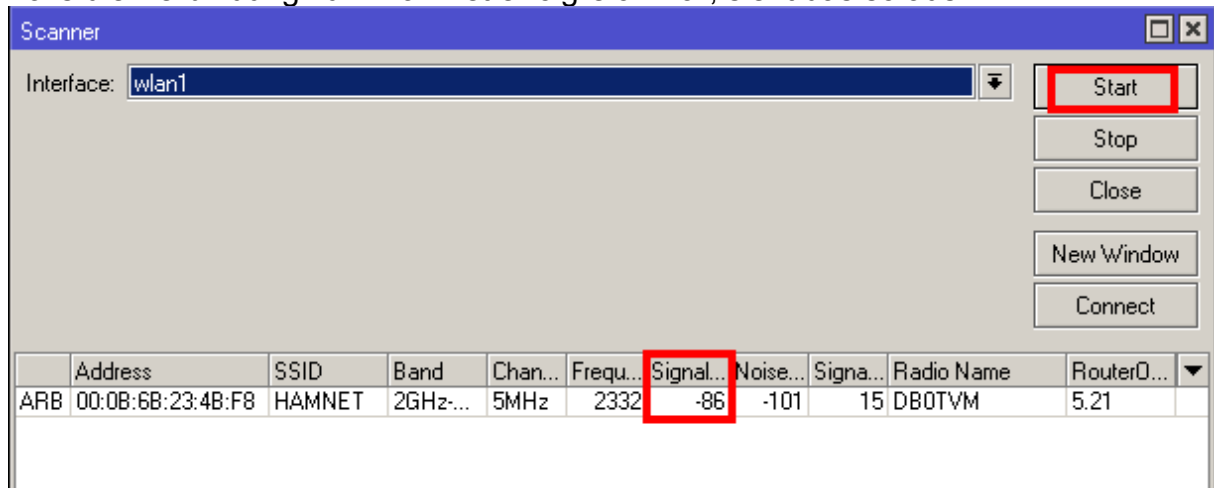 Scanner
Interface: wlan1
Start
Stop
Close
New Window
Connect
Address SSID Band Chan... Frequ... Signal... Noise... Signa... Radio Name RouterO...
ARB 00:0B:6B:23:4B:F8 HAMNET 2GHz-... 5MHz 2332 -86 -101 15 DB0TVM 5.21